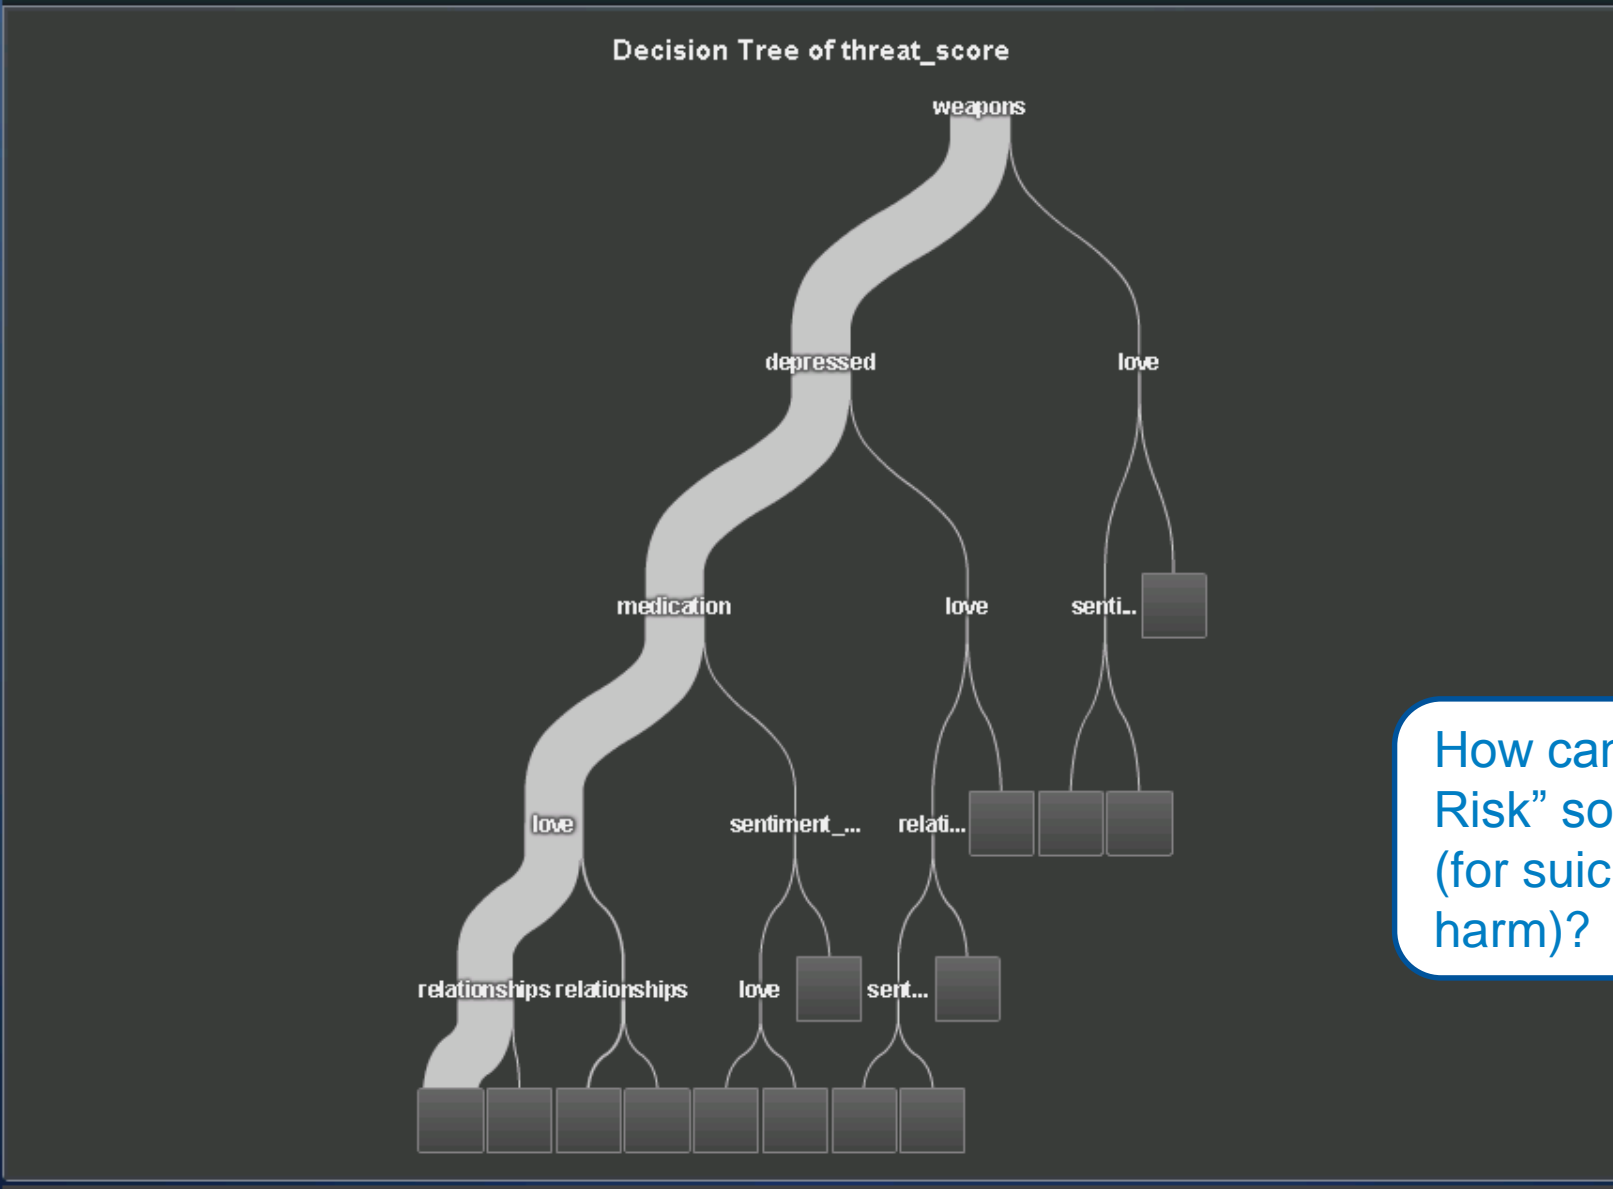 Decision Tree of threat_score
weapons
depressed love
medication love senti...
love sentiment_... relati...
relationships relationships love sent...
How can
Risk” so
(for suic
harm)?